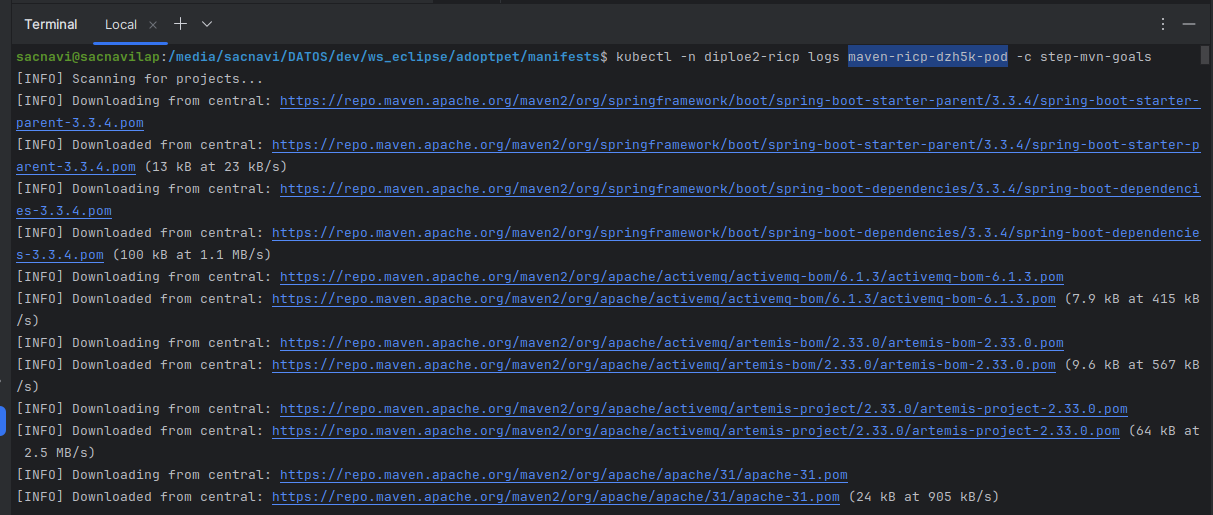 Terminal Local
sacnavi@sacnavilap:/media/sacnavi/DATOS/dev/ws_eclipse/adoptpet/manifests$ kubectl -n diploe2-ricp logs maven-ricp-dzh5k-pod -c step-mvn-goals
[INFO] Scanning for projects...
[INFO] Downloading from central: https://repo.maven.apache.org/maven2/org/springframework/boot/spring-boot-starter-parent/3.3.4/spring-boot-starter-
parent-3.3.4.pom
[INFO] Downloaded from central: https://repo.maven.apache.org/maven2/org/springframework/boot/spring-boot-starter-parent/3.3.4/spring-boot-starter-p
arent-3.3.4.pom (13 kB at 23 kB/s)
[INFO] Downloading from central: https://repo.maven.apache.org/maven2/org/springframework/boot/spring-boot-dependencies/3.3.4/spring-boot-dependenci
es-3.3.4.pom
[INFO] Downloaded from central: https://repo.maven.apache.org/maven2/org/springframework/boot/spring-boot-dependencies/3.3.4/spring-boot-dependencie
s-3.3.4.pom (100 kB at 1.1 MB/s)
[INFO] Downloading from central: https://repo.maven.apache.org/maven2/org/apache/activemq/activemq-bom/6.1.3/activemq-bom-6.1.3.pom
[INFO] Downloaded from central: https://repo.maven.apache.org/maven2/org/apache/activemq/activemq-bom/6.1.3/activemq-bom-6.1.3.pom (7.9 kB at 415 kB
/s)
[INFO] Downloading from central: https://repo.maven.apache.org/maven2/org/apache/activemq/artemis-bom/2.33.0/artemis-bom-2.33.0.pom
[INFO] Downloaded from central: https://repo.maven.apache.org/maven2/org/apache/activemq/artemis-bom/2.33.0/artemis-bom-2.33.0.pom (9.6 kB at 567 kB
/s)
[INFO] Downloading from central: https://repo.maven.apache.org/maven2/org/apache/activemq/artemis-project/2.33.0/artemis-project-2.33.0.pom
[INFO] Downloaded from central: https://repo.maven.apache.org/maven2/org/apache/activemq/artemis-project/2.33.0/artemis-project-2.33.0.pom (64 kB at
2.5 MB/s)
[INFO] Downloading from central: https://repo.maven.apache.org/maven2/org/apache/apache/31/apache-31.pom
[INFO] Downloaded from central: https://repo.maven.apache.org/maven2/org/apache/apache/31/apache-31.pom (24 kB at 905 kB/s)